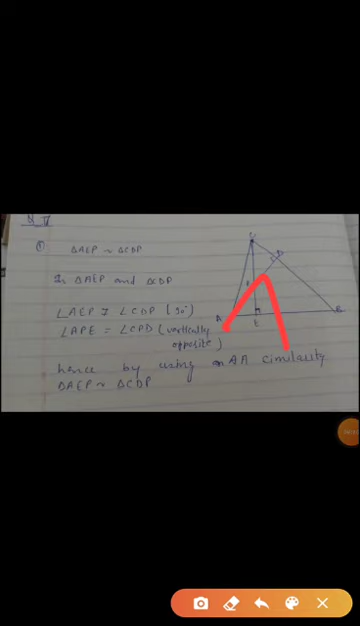 Q 7
①
ΔAEP ~ ΔCDP
In ΔAEP and ΔCDP
∠AEP = ∠CDP (90°)
∠APE = ∠CPD (vertically
opposite)
hence by using AA similarity
ΔAEP ~ ΔCDP
C
D
P
A
E
B